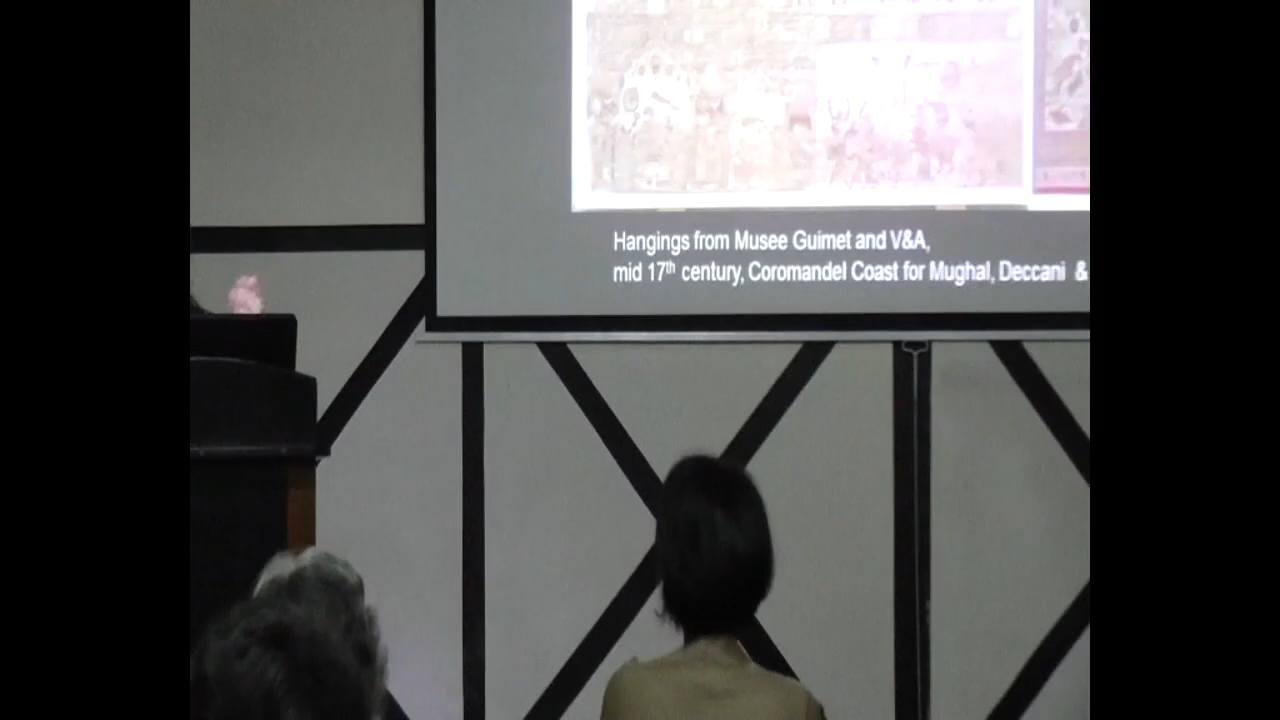 Hangings from Musee Guimet and V&A,
mid 17th century, Coromandel Coast for Mughal, Deccani &